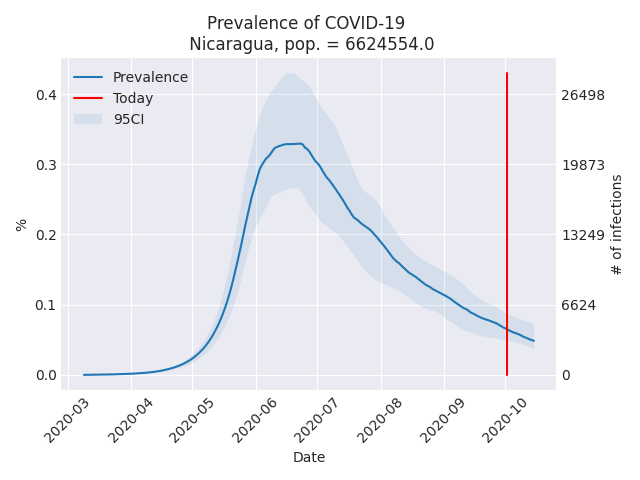 Prevalence of COVID-19
Nicaragua, pop. = 6624554.0
Prevalence
Today
95CI
0.4
0.3
0.2
0.1
0.0
%
26498
19873
13249
6624
0
# of infections
2020-03
2020-04
2020-05
2020-06
2020-07
2020-08
2020-09
2020-10
Date